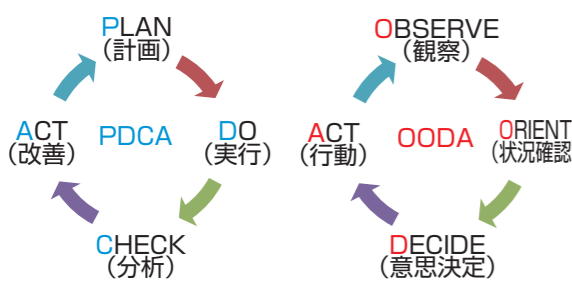 PLAN
（計画）
ACT
（改善）
PDCA
DO
（実行）
CHECK
（分析）
OBSERVE
（観察）
ACT
（行動）
OODA
ORIENT
（状況確認
DECIDE
（意思決定）